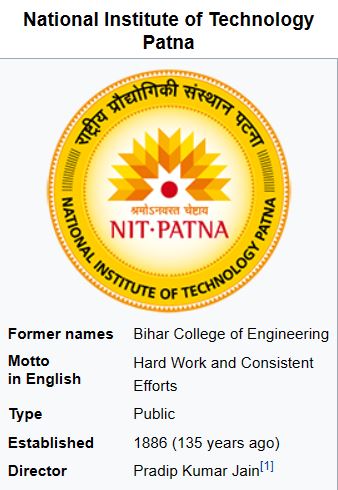 National Institute of Technology
Patna
राष्ट्रीय प्रौद्योगिकी संस्थान पटना
श्रमोऽनवरत चेष्टाय
NIT-PATNA
NATIONAL INSTITUTE OF TECHNOLOGY PATNA
Former names Bihar College of Engineering
Motto Hard Work and Consistent
in English Efforts
Type Public
Established 1886 (135 years ago)
Director Pradip Kumar Jain[1]